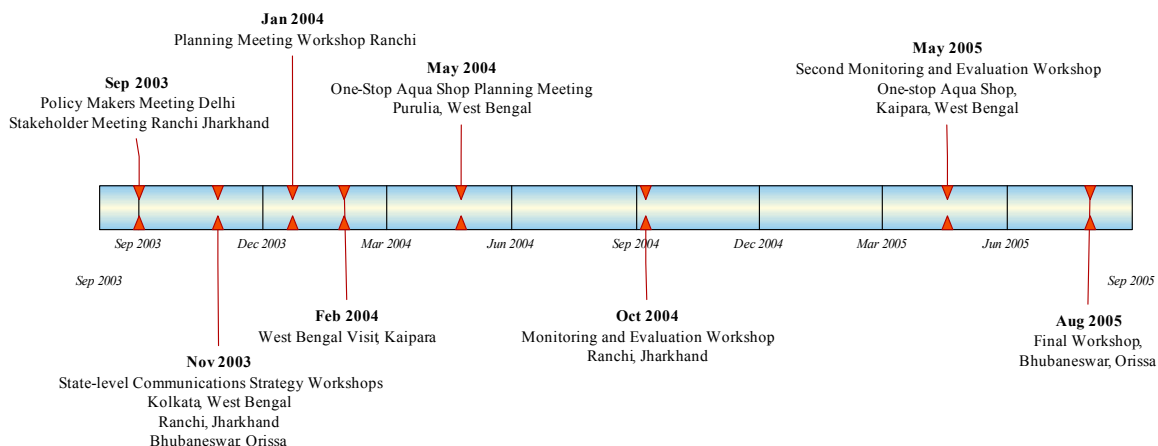 Jan 2004
Planning Meeting Workshop Ranchi
Sep 2003
Policy Makers Meeting Delhi
Stakeholder Meeting Ranchi Jharkhand
May 2004
One-Stop Aqua Shop Planning Meeting
Purulia, West Bengal
May 2005
Second Monitoring and Evaluation Workshop
One-stop Aqua Shop,
Kaipara, West Bengal
Sep 2003
Dec 2003
Mar 2004
Jun 2004
Sep 2004
Dec 2004
Mar 2005
Jun 2005
Sep 2003
Sep 2005
Nov 2003
State-level Communications Strategy Workshops
Kolkata, West Bengal
Ranchi, Jharkhand
Bhubaneswar, Orissa
Feb 2004
West Bengal Visit, Kaipara
Oct 2004
Monitoring and Evaluation Workshop
Ranchi, Jharkhand
Aug 2005
Final Workshop,
Bhubaneswar, Orissa